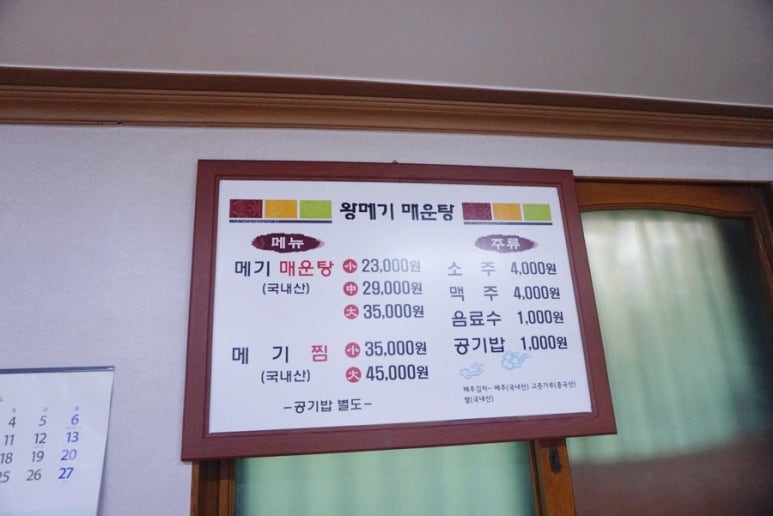 왕메기 매운탕
메뉴
메기 매운탕 小 23,000원
(국내산) 中 29,000원
大 35,000원
메 기 찜 小 35,000원
(국내산) 大 45,000원
-공기밥 별도-
주류
소 주 4,000원
맥 주 4,000원
음료수 1,000원
공기밥 1,000원
배추김치- 배추(국내산) 고춧가루(중국산)
쌀(국내산)
4 5 6
11 12 13
18 19 20
25 26 27